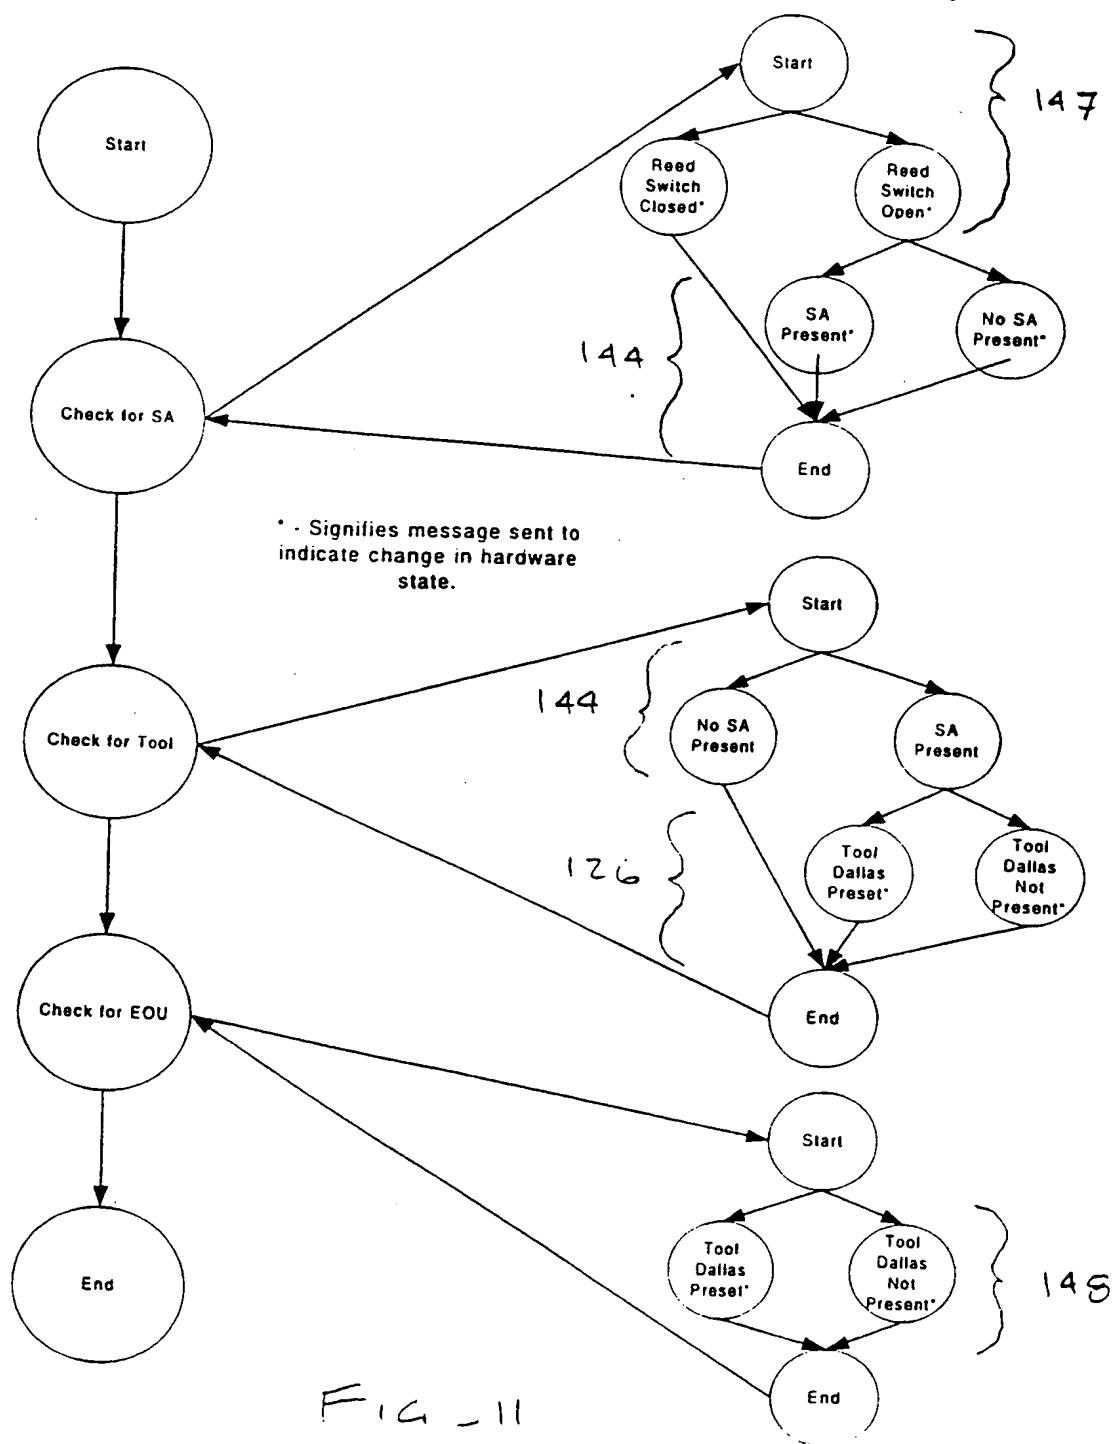 Start
Check for SA
Check for Tool
Check for EOU
End
Start
Reed
Switch
Closed*
Reed
Switch
Open*
147
SA
Present*
No SA
Present*
144
End
* - Signifies message sent to
indicate change in hardware
state.
Start
144
No SA
Present
SA
Present
126
Tool
Dallas
Preset*
Tool
Dallas
Not
Present*
End
Start
Tool
Dallas
Preset*
Tool
Dallas
Not
Present*
148
End
FIG_11